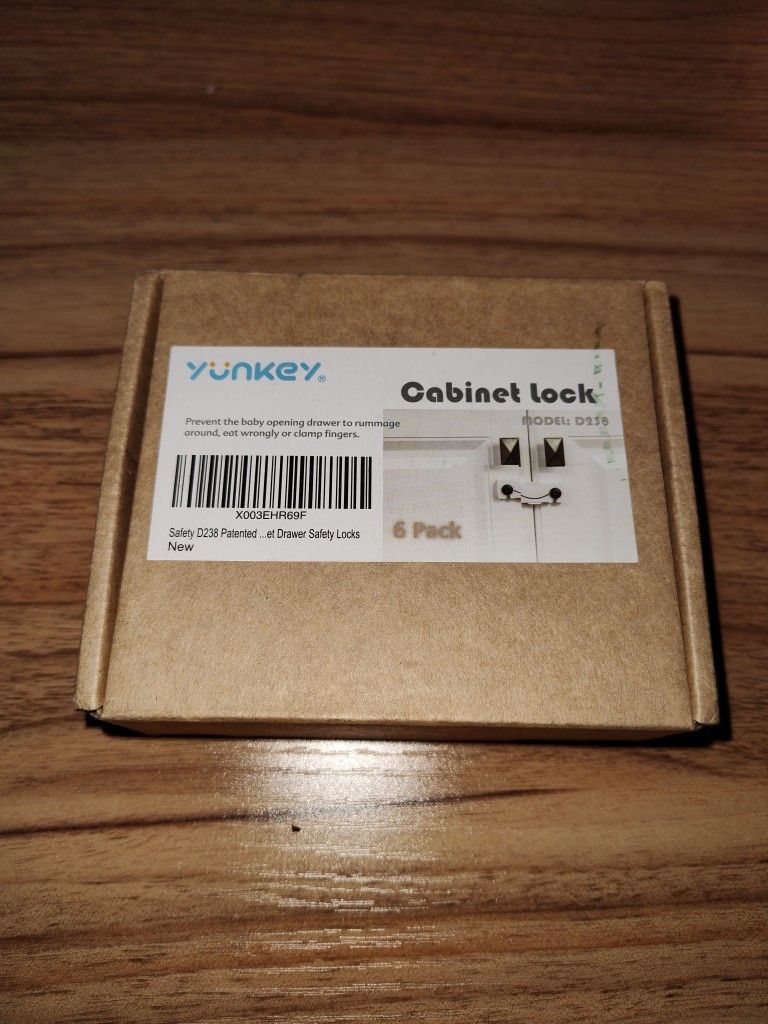 YUNKEY®
Cabinet Lock
MODEL: D238
Prevent the baby opening drawer to rummage
around, eat wrongly or clamp fingers.
X003EHR69F
Safety D238 Patented ...et Drawer Safety Locks
New
6 Pack